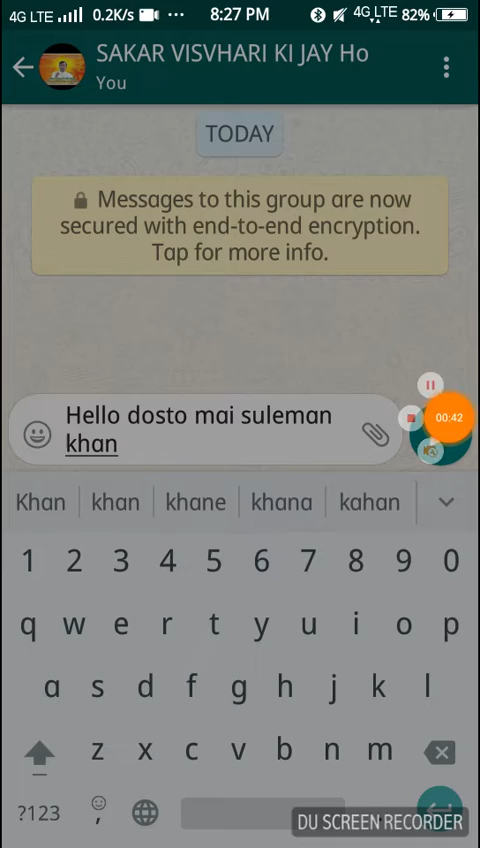 4G LTE 0.2K/s ... 8:27 PM 4G LTE 82%
SAKAR VISVHARI KI JAY Ho
You
TODAY
Messages to this group are now
secured with end-to-end encryption.
Tap for more info.
Hello dosto mai suleman
khan
00:42
Khan khan khane khana kahan
1 2 3 4 5 6 7 8 9 0
q w e r t y u i o p
a s d f g h j k l
z x c v b n m
?123 ,
DU SCREEN RECORDER